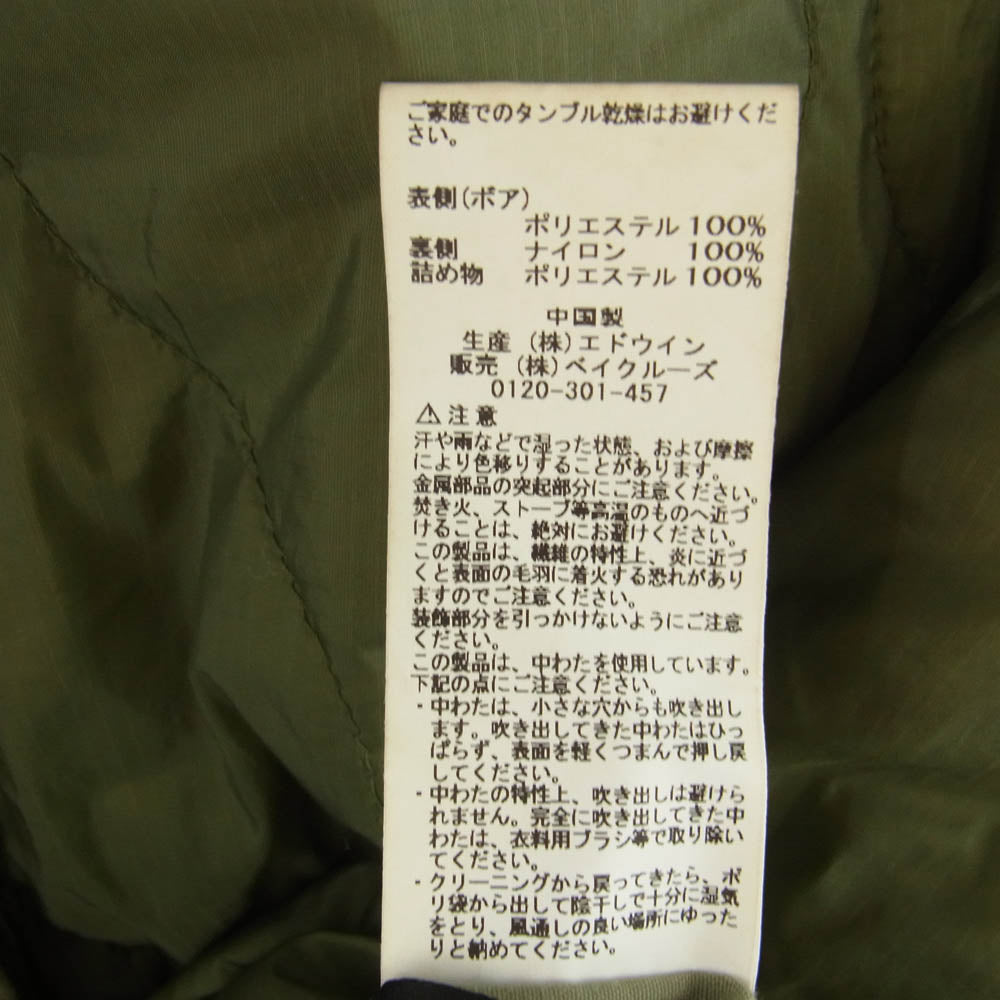 ご家庭でのタンブル乾燥はお避けくだ
さい。
表側(ボア)
ポリエステル 100%
裏側 ナイロン 100%
詰め物 ポリエステル 100%
中国製
生産 (株)エドウイン
販売 (株)ベイクルーズ
0120-301-457
⚠注意
汗や雨などで湿った状態、および摩擦
により色移りすることがあります。
金属部品の突起部分にご注意ください。
焚き火、ストーブ等高温のものへ近づ
けることは、絶対にお避けください。
この製品は、繊維の特性上、炎に近づ
くと表面の毛羽に着火する恐れがあり
ますのでご注意ください。
装飾部分を引っかけないようにご注意
ください。
この製品は、中わたを使用しています。
下記の点にご注意ください。
・中わたは、小さな穴からも吹き出し
ます。吹き出してきた中わたはひっ
ぱらず、表面を軽くつまんで押し戻
してください。
・中わたの特性上、吹き出しは避けら
れません。完全に吹き出してきた中
わたは、衣料用ブラシ等で取り除い
てください。
・クリーニングから戻ってきたら、ポ
リ袋から出して陰干しで十分に湿気
をとり、風通しの良い場所にゆった
りと納めてください。